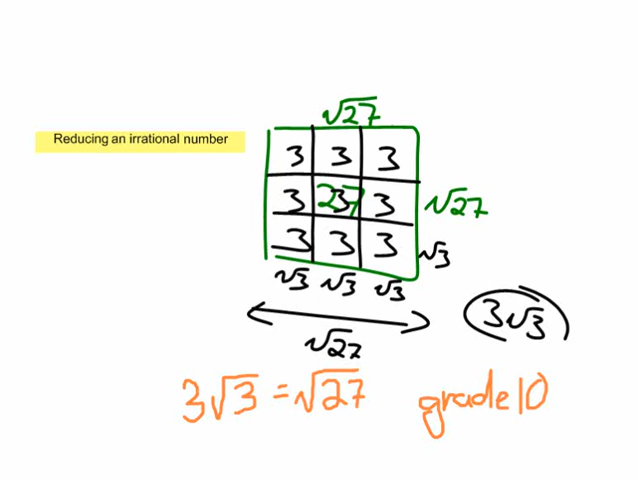 √27
Reducing an irrational number
3 3 3
3 27 3 3 √27
3 3 3 √3
√3 √3 √3
3√3
√27
3√3 = √27 grade 10